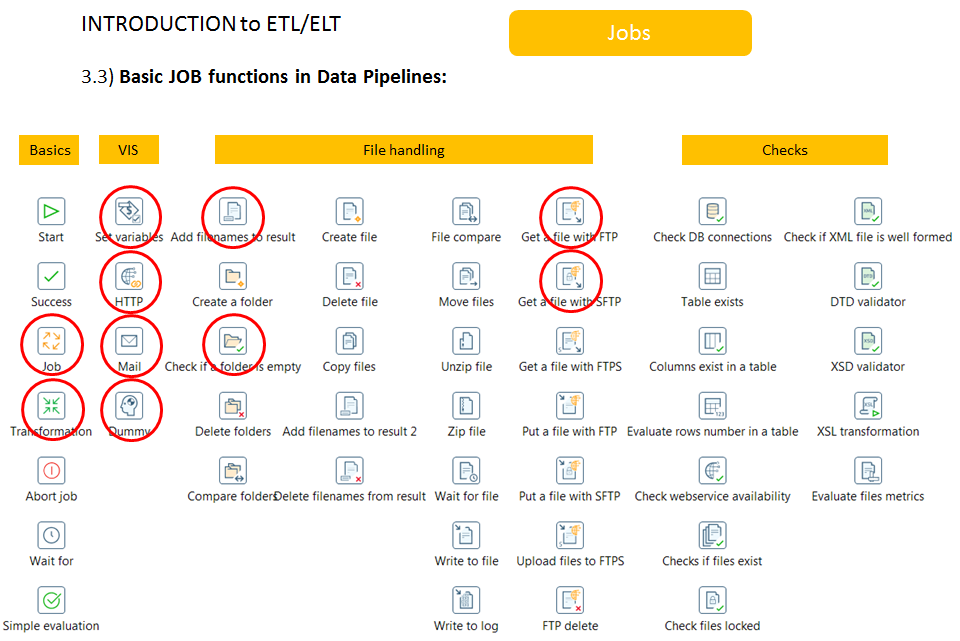 INTRODUCTION to ETL/ELT
Jobs
3.3) Basic JOB functions in Data Pipelines:
Basics
VIS
File handling
Checks
Start
Set variables
Add filenames to result
Create file
File compare
Get a file with FTP
Check DB connections
Check if XML file is well formed
Success
HTTP
Create a folder
Delete file
Move files
Get a file with SFTP
Table exists
DTD validator
Job
Mail
Check if a folder is empty
Copy files
Unzip file
Get a file with FTPS
Columns exist in a table
XSD validator
Transformation
Dummy
Delete folders
Add filenames to result 2
Zip file
Put a file with FTP
Evaluate rows number in a table
XSL transformation
Abort job
Compare folders
Delete filenames from result
Wait for file
Put a file with SFTP
Check webservice availability
Evaluate files metrics
Wait for
Write to file
Upload files to FTPS
Checks if files exist
Simple evaluation
Write to log
FTP delete
Check files locked